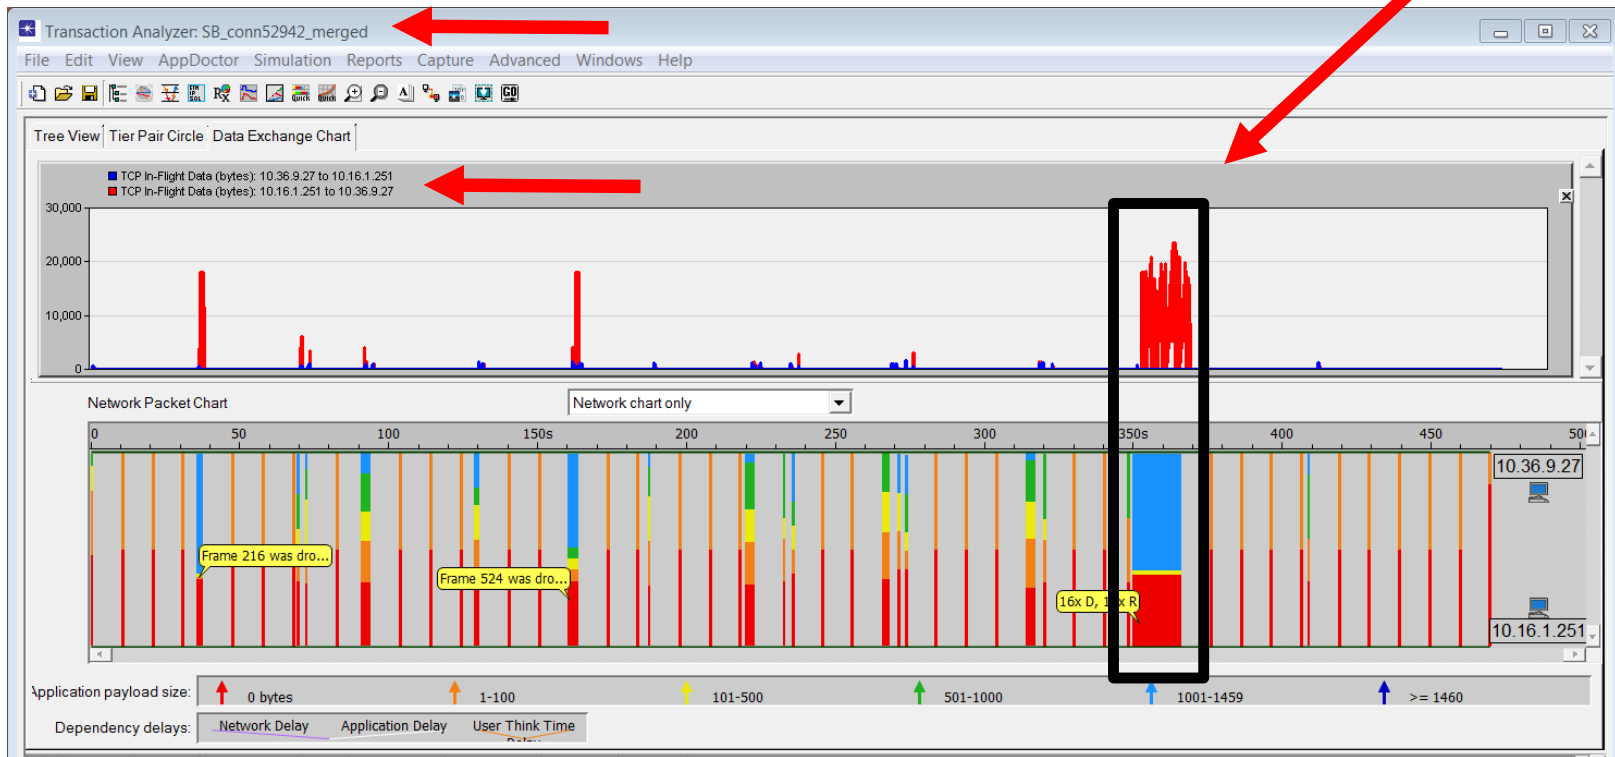 Transaction Analyzer: SB_conn52942_merged
File Edit View AppDoctor Simulation Reports Capture Advanced Windows Help
Tree View Tier Pair Circle Data Exchange Chart
TCP In-Flight Data (bytes): 10.36.9.27 to 10.16.1.251
TCP In-Flight Data (bytes): 10.16.1.251 to 10.36.9.27
30,000
20,000
10,000
0
Network Packet Chart Network chart only
0 50 100 150s 200 250 300 350s 400 450 50
10.36.9.27
Frame 216 was dro...
Frame 524 was dro...
16x D, 1 x R
10.16.1.251
Application payload size: 0 bytes 1-100 101-500 501-1000 1001-1459 >= 1460
Dependency delays: Network Delay Application Delay User Think Time